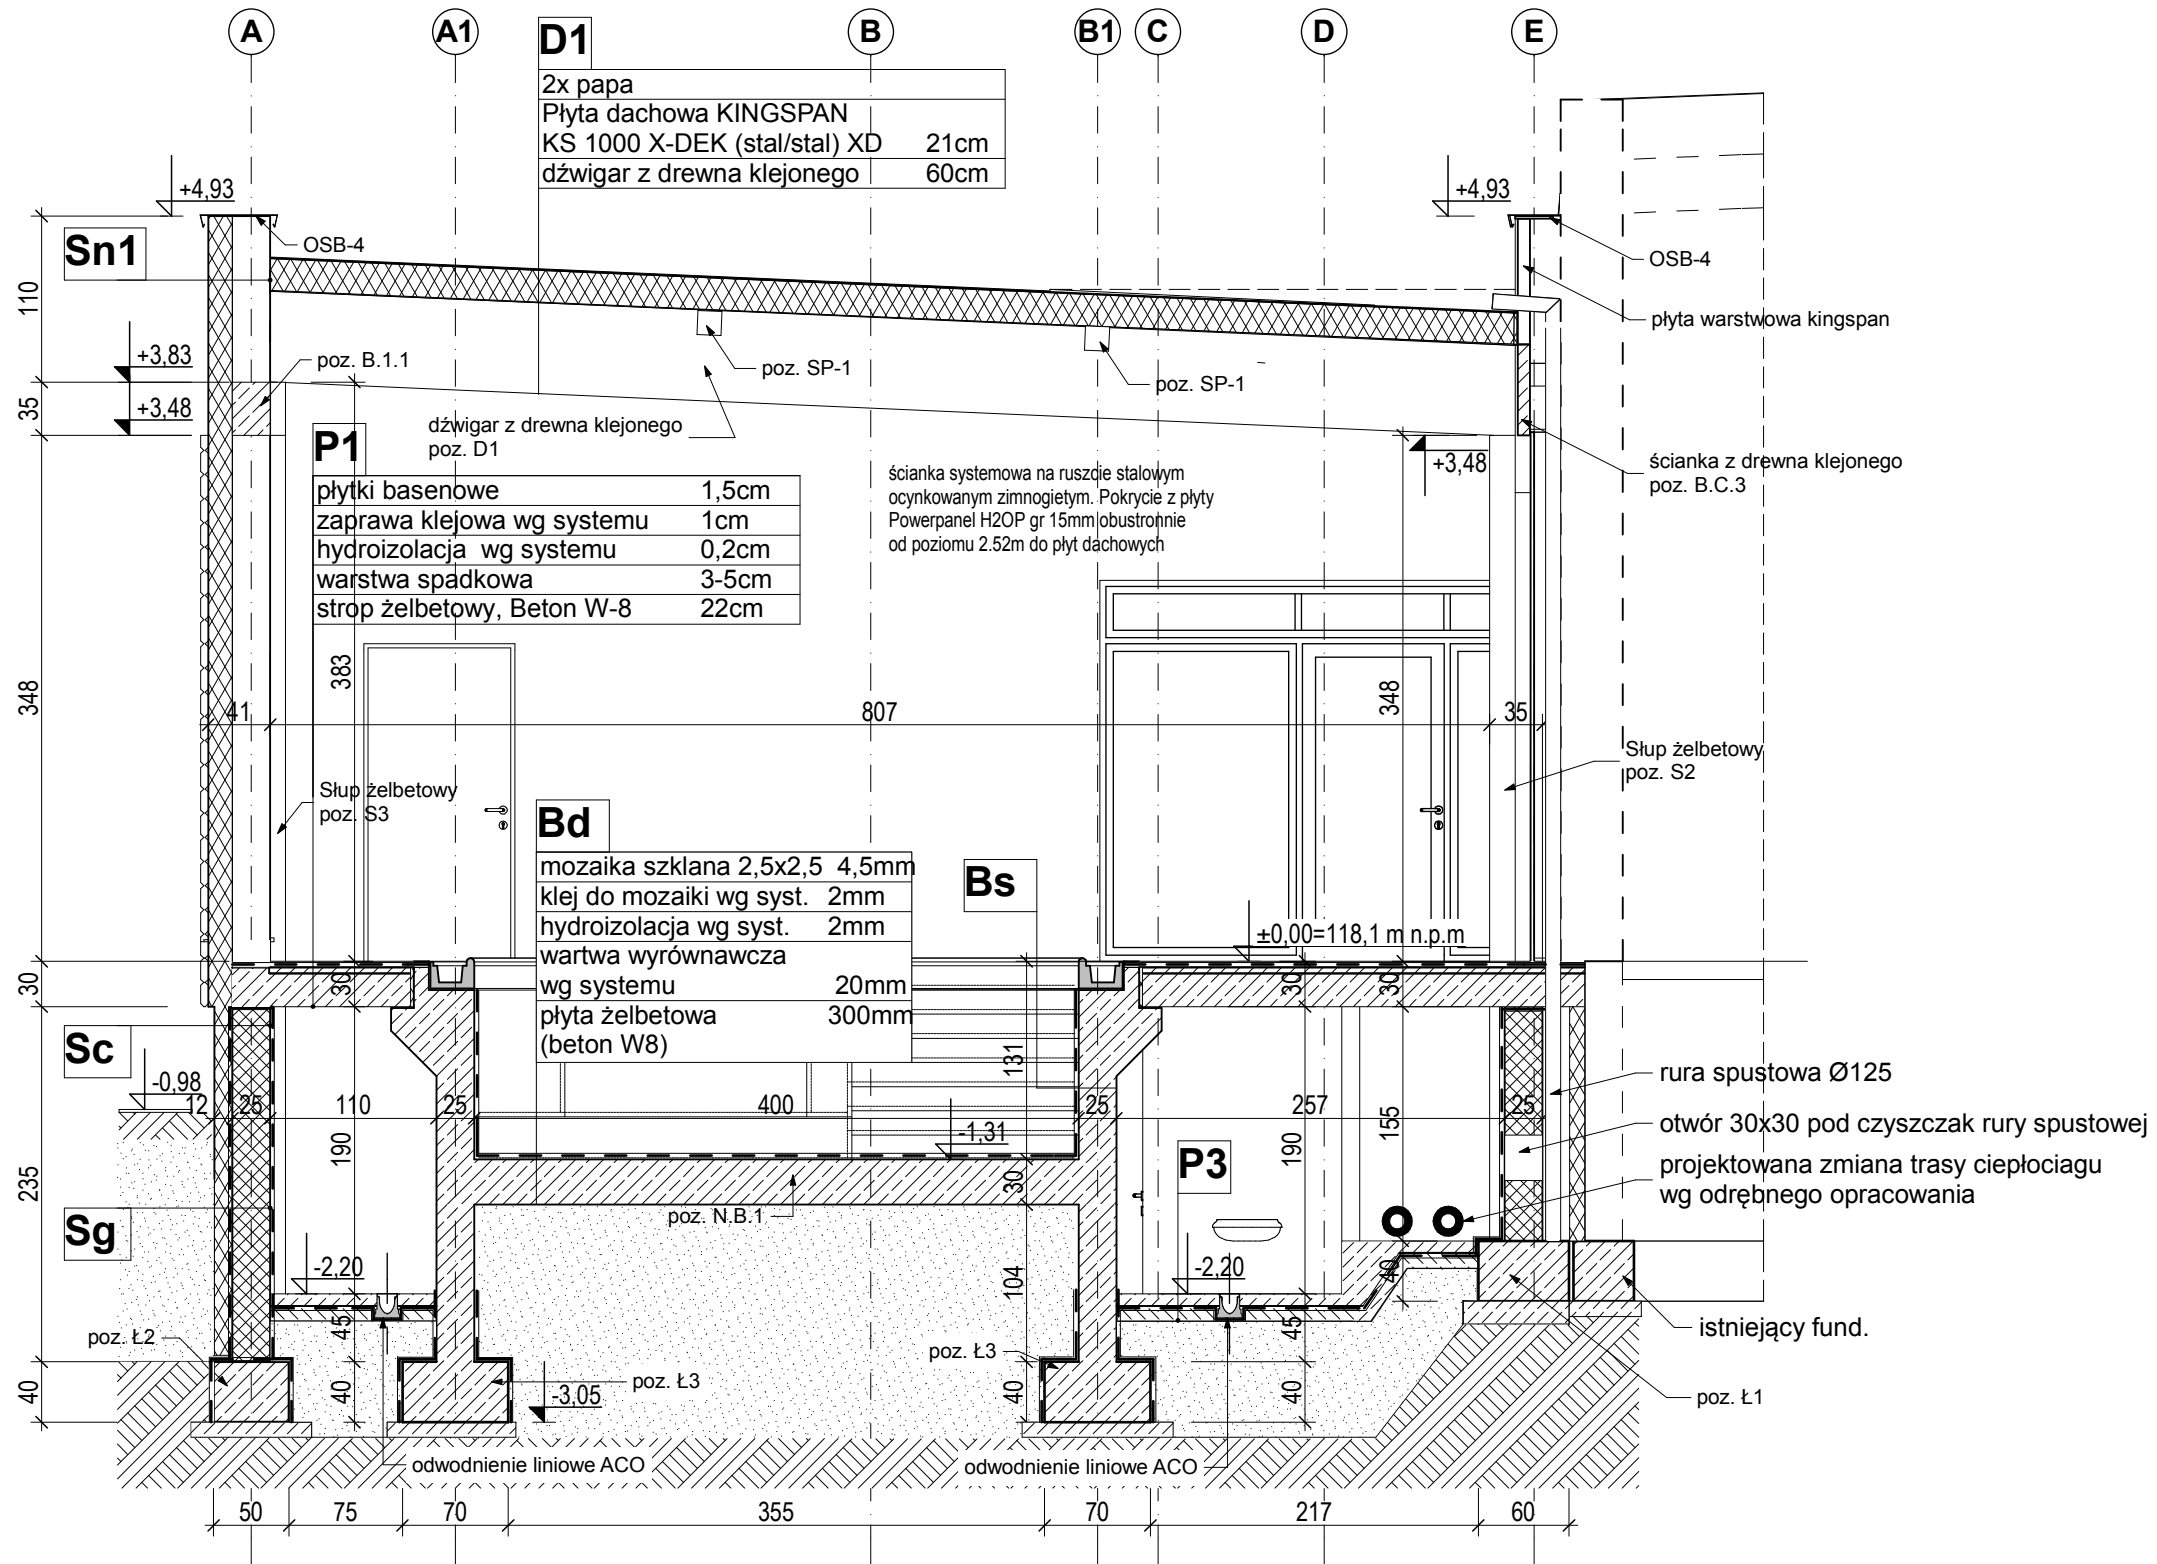 A A1 B B1 C D E
D1
2x papa
Płyta dachowa KINGSPAN
KS 1000 X-DEK (stal/stal) XD 21cm
dźwigar z drewna klejonego 60cm
+4,93
+4,93
Sn1
OSB-4
OSB-4
110
płyta warstwowa kingspan
+3,83
poz. B.1.1
poz. SP-1
poz. SP-1
35
+3,48
dźwigar z drewna klejonego
poz. D1
P1
płytki basenowe 1,5cm
zaprawa klejowa wg systemu 1cm
hydroizolacja wg systemu 0,2cm
warstwa spadkowa 3-5cm
strop żelbetowy, Beton W-8 22cm
ścianka systemowa na ruszcie stalowym
ocynkowanym zimnogiętym. Pokrycie z płyty
Powerpanel H2OP gr 15mm obustronnie
od poziomu 2.52m do płyt dachowych
+3,48
ścianka z drewna klejonego
poz. B.C.3
348
383
348
41 807 35
Słup żelbetowy
poz. S2
Słup żelbetowy
poz. S3
Bd
mozaika szklana 2,5x2,5 4,5mm
klej do mozaiki wg syst. 2mm
hydroizolacja wg syst. 2mm
wartwa wyrównawcza
wg systemu 20mm
płyta żelbetowa 300mm
(beton W8)
Bs
±0,00=118,1 m n.p.m
30 30 30 30
Sc
131
-0,98
rura spustowa Ø125
12 25 110 25 400 25 257 25
otwór 30x30 pod czyszczak rury spustowej
190
-1,31
190
155
P3
projektowana zmiana trasy ciepłociagu
wg odrębnego opracowania
235
30
Sg
poz. N.B.1
-2,20
-2,20
104
40
45
45
poz. Ł2
poz. Ł3
istniejący fund.
poz. Ł3
-3,05
poz. Ł1
40 40 40 40
odwodnienie liniowe ACO
odwodnienie liniowe ACO
50 75 70 355 70 217 60